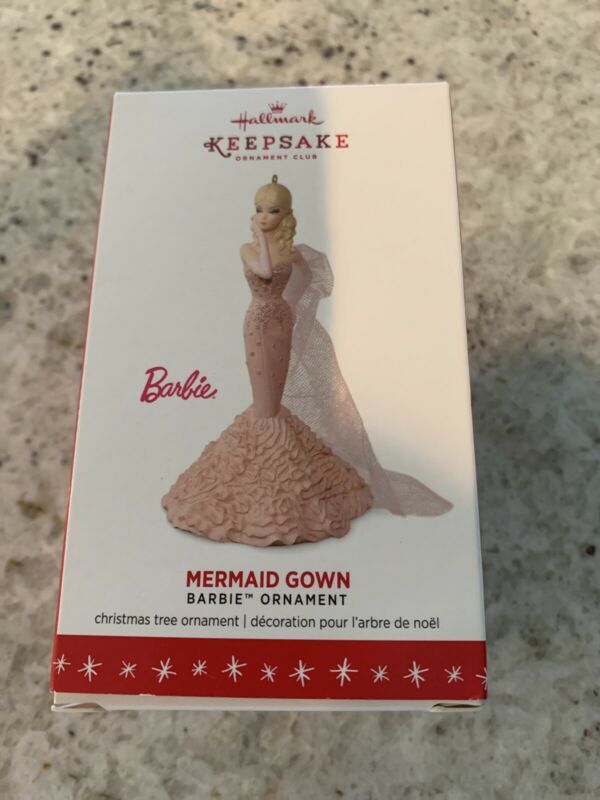 Hallmark
KEEPSAKE
ORNAMENT CLUB
Barbie
MERMAID GOWN
BARBIE™ ORNAMENT
christmas tree ornament | décoration pour l'arbre de noël